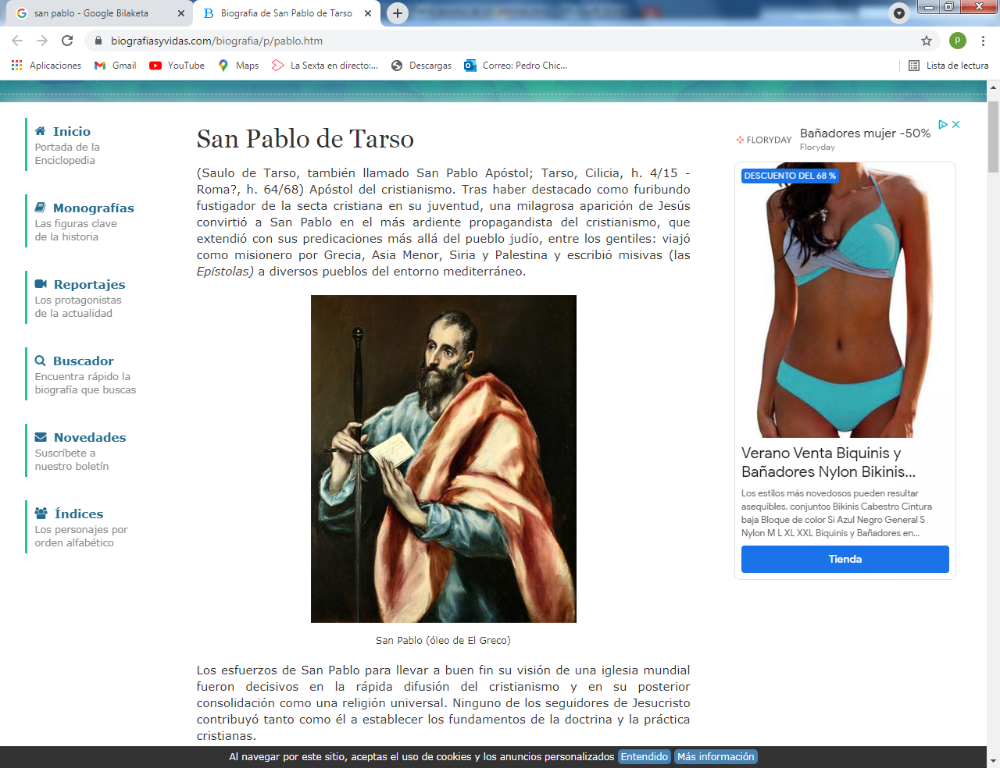 san pablo - Google Bilaketa
Biografia de San Pablo de Tarso
biografiasyvidas.com/biografia/p/pablo.htm
p
Aplicaciones
Gmail
YouTube
Maps
La Sexta en directo:...
Descargas
Correo: Pedro Chic...
Lista de lectura
Inicio
Portada de la
Enciclopedia
Monografías
Las figuras clave
de la historia
Reportajes
Los protagonistas
de la actualidad
Buscador
Encuentra rápido la
biografía que buscas
Novedades
Suscríbete a
nuestro boletín
Índices
Los personajes por
orden alfabético
San Pablo de Tarso
(Saulo de Tarso, también llamado San Pablo Apóstol; Tarso, Cilicia, h. 4/15 -
Roma?, h. 64/68) Apóstol del cristianismo. Tras haber destacado como furibundo
fustigador de la secta cristiana en su juventud, una milagrosa aparición de Jesús
convirtió a San Pablo en el más ardiente propagandista del cristianismo, que
extendió con sus predicaciones más allá del pueblo judío, entre los gentiles: viajó
como misionero por Grecia, Asia Menor, Siria y Palestina y escribió misivas (las
Epístolas) a diversos pueblos del entorno mediterráneo.
San Pablo (óleo de El Greco)
Los esfuerzos de San Pablo para llevar a buen fin su visión de una iglesia mundial
fueron decisivos en la rápida difusión del cristianismo y en su posterior
consolidación como una religión universal. Ninguno de los seguidores de Jesucristo
contribuyó tanto como él a establecer los fundamentos de la doctrina y la práctica
cristianas.
FLORYDAY
Bañadores mujer -50%
Floryday
DESCUENTO DEL 68 %
Verano Venta Biquinis y
Bañadores Nylon Bikinis...
Los estilos más novedosos pueden resultar
asequibles. conjuntos Bikinis Cabestro Cintura
baja Bloque de color Si Azul Negro General S
Nylon M L XL XXL Biquinis y Bañadores en...
Tienda
Al navegar por este sitio, aceptas el uso de cookies y los anuncios personalizados Entendido Más información